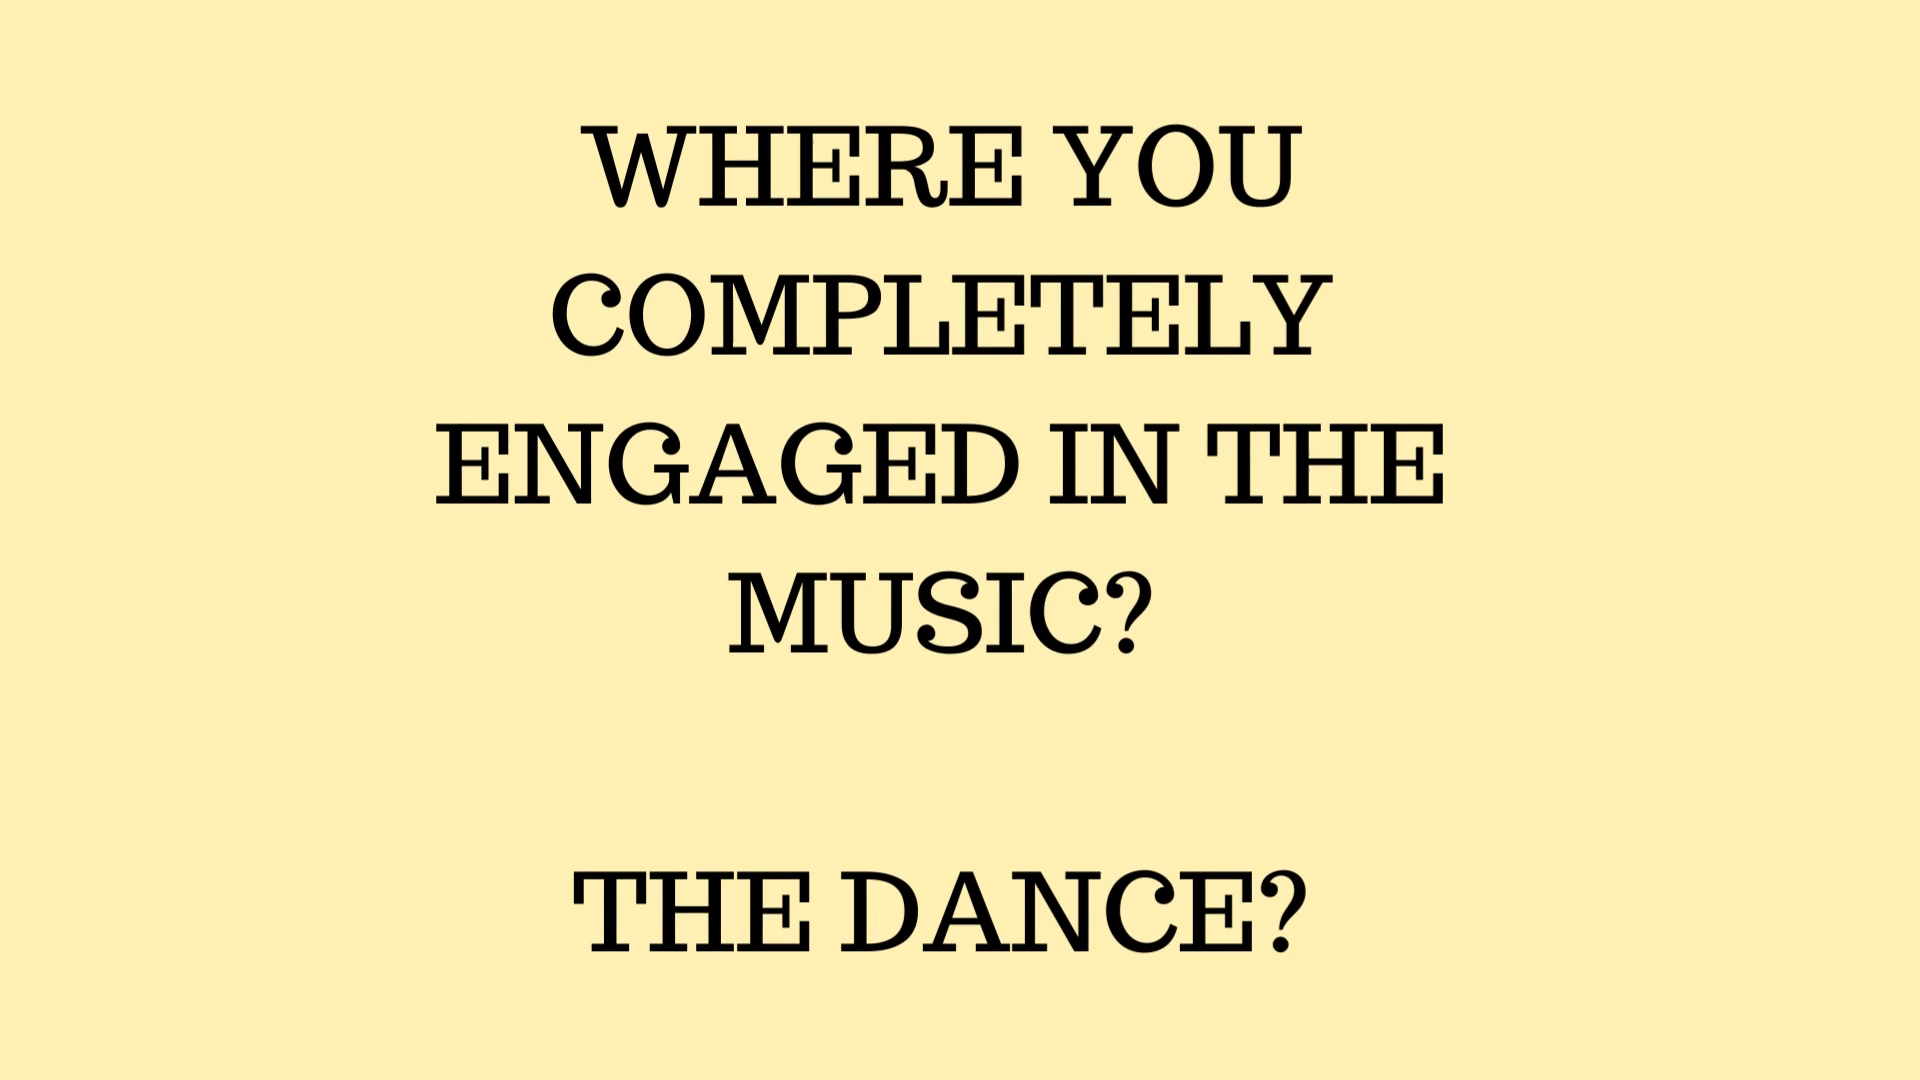 WHERE YOU
COMPLETELY
ENGAGED IN THE
MUSIC?
THE DANCE?